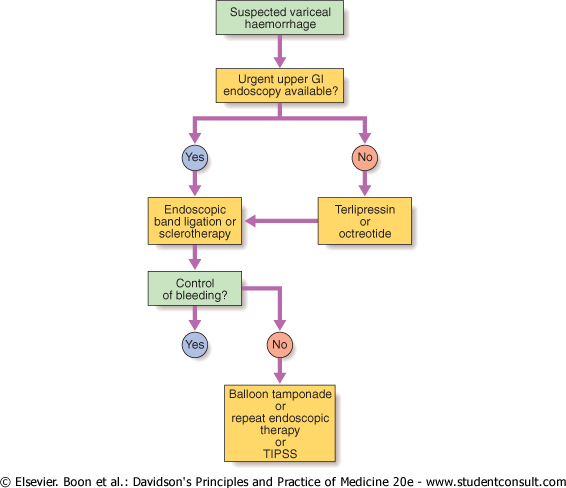 Suspected variceal
haemorrhage
Urgent upper GI
endoscopy available?
Yes
No
Endoscopic
band ligation or
sclerotherapy
Terlipressin
or
octreotide
Control
of bleeding?
Yes
No
Balloon tamponade
or
repeat endoscopic
therapy
or
TIPSS
© Elsevier. Boon et al.: Davidson's Principles and Practice of Medicine 20e - www.studentconsult.com